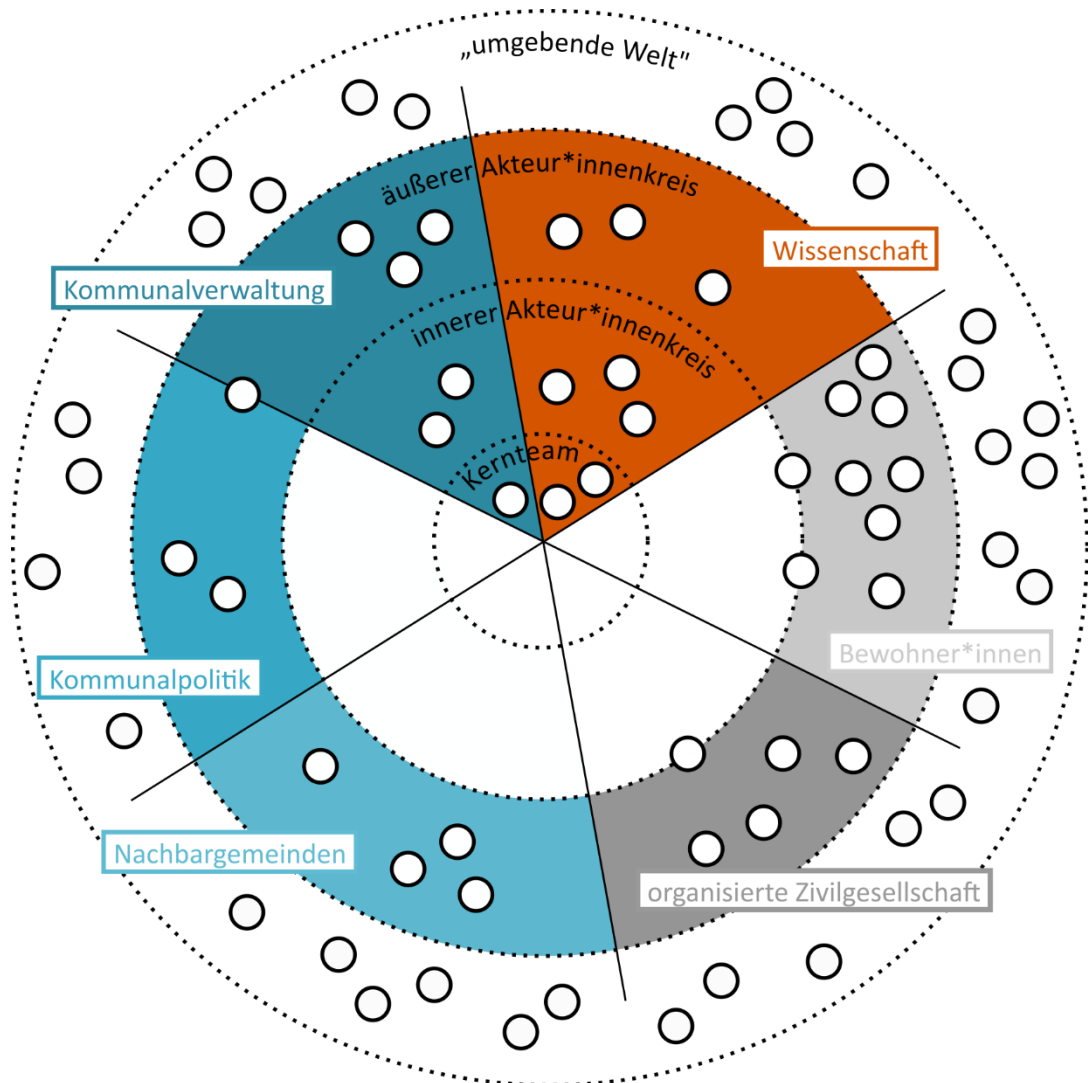 „umgebende Welt"
äußerer Akteur*innenkreis
Wissenschaft
Kommunalverwaltung
innerer Akteur*innenkreis
Kernteam
Bewohner*innen
Kommunalpolitik
Nachbargemeinden
organisierte Zivilgesellschaft